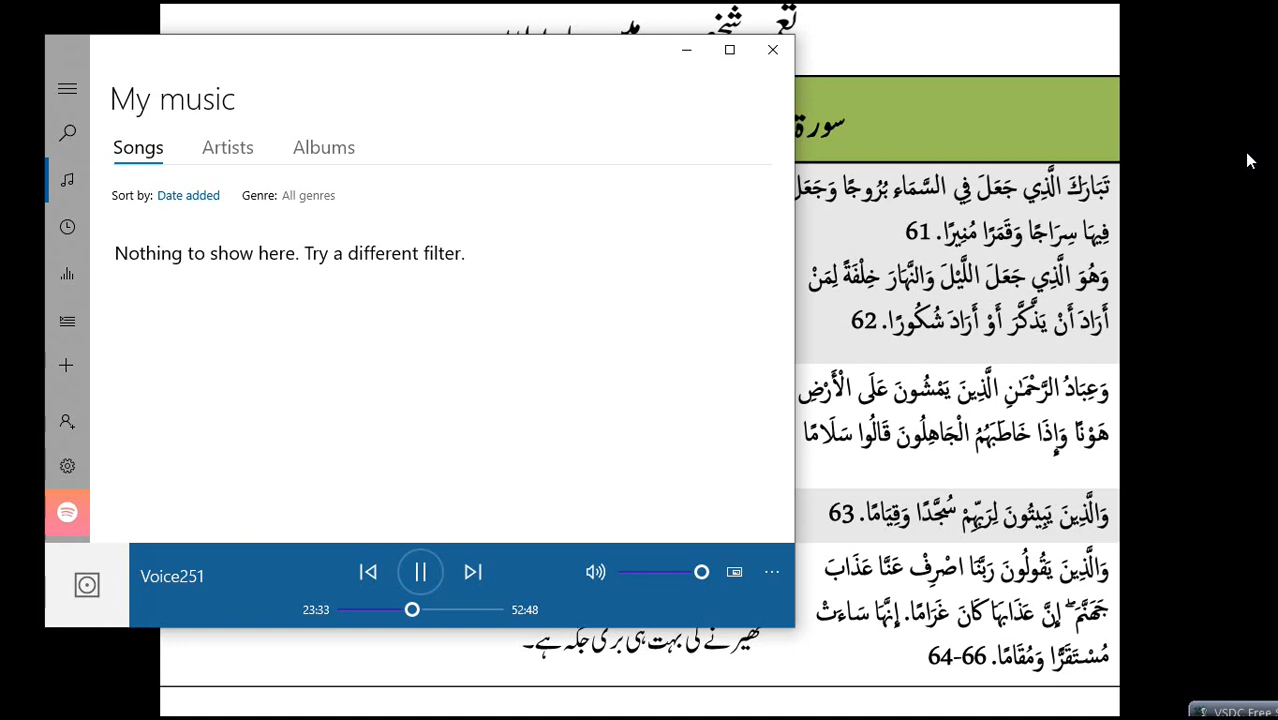 My music
Songs Artists Albums
Sort by: Date added Genre: All genres
Nothing to show here. Try a different filter.
Voice251
23:33 52:48
سورة
تَبَارَكَ الَّذِي جَعَلَ فِي السَّمَاءِ بُرُوجًا وَجَعَلَ
فِيهَا سِرَاجًا وَقَمَرًا مُنِيرًا. 61
وَهُوَ الَّذِي جَعَلَ اللَّيْلَ وَالنَّهَارَ خِلْفَةً لِمَنْ
أَرَادَ أَنْ يَذَّكَّرَ أَوْ أَرَادَ شُكُورًا. 62
وَعِبَادُ الرَّحْمَٰنِ الَّذِينَ يَمْشُونَ عَلَى الْأَرْضِ
هَوْنًا وَإِذَا خَاطَبَهُمُ الْجَاهِلُونَ قَالُوا سَلَامًا
وَالَّذِينَ يَبِيتُونَ لِرَبِّهِمْ سُجَّدًا وَقِيَامًا. 63
وَالَّذِينَ يَقُولُونَ رَبَّنَا اصْرِفْ عَنَّا عَذَابَ
جَهَنَّمَ ۖ إِنَّ عَذَابَهَا كَانَ غَرَامًا. إِنَّهَا سَاءَتْ
مُسْتَقَرًّا وَمُقَامًا. 64-66
ٹھیرنے کی بہت ہی بری جگہ ہے۔
VSDC Free